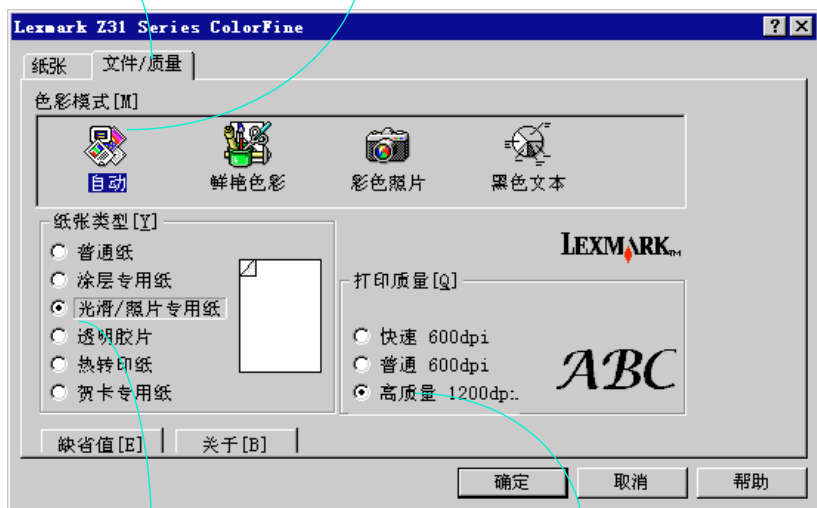 Lexmark Z31 Series ColorFine
纸张 文件/质量
色彩模式[M]
自动 鲜艳色彩 彩色照片 黑色文本
纸张类型[Y]
普通纸
涂层专用纸
光滑/照片专用纸
透明胶片
热转印纸
贺卡专用纸
LEXMARK TM
打印质量[Q]
快速 600dpi
普通 600dpi
高质量 1200dp
ABC
缺省值[E] 关于[B]
确定 取消 帮助